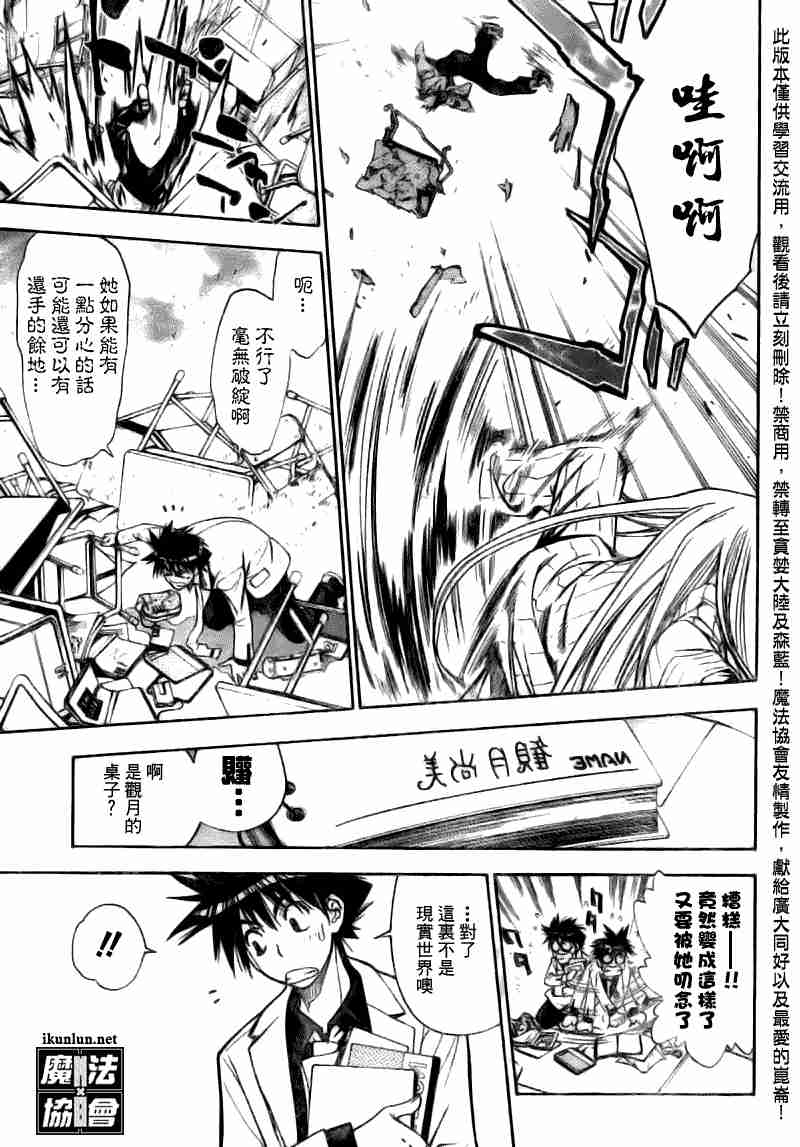 哇啊啊
呃…
不行了
毫無破綻啊
她如果能有
一點分心的話
可能還可以有
還手的餘地…
NAME 觀月尚美
啊
是觀月的
桌子?
糟糕——!!
竟然變成這樣了
又要被她叨念了
…對了
這裏不是
現實世界噢
!!
ikunlun.net
魔法
協會
此版本僅供學習交流用，觀看後請立刻刪除！禁商用，禁轉至貪婪大陸及森藍！魔法協會友情製作，獻給廣大同好以及最愛的崑崙！